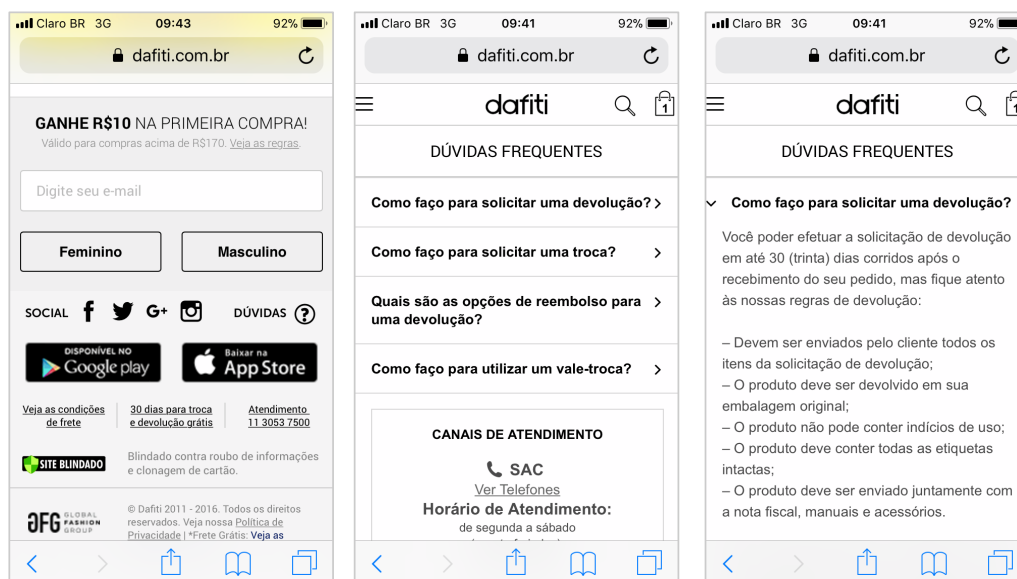 Claro BR 3G 09:43 92%
dafiti.com.br
GANHE R$10 NA PRIMEIRA COMPRA!
Válido para compras acima de R$170. Veja as regras.
Digite seu e-mail
Feminino Masculino
SOCIAL f G+ DÚVIDAS ?
DISPONÍVEL NO
Google play
Baixar na
App Store
Veja as condições
de frete
30 dias para troca
e devolução grátis
Atendimento
11 3053 7500
SITE BLINDADO
Blindado contra roubo de informações
e clonagem de cartão.
GFG GLOBAL
FASHION
GROUP
© Dafiti 2011 - 2016. Todos os direitos
reservados. Veja nossa Política de
Privacidade | *Frete Grátis: Veja as
Claro BR 3G 09:41 92%
dafiti.com.br
dafiti 1
DÚVIDAS FREQUENTES
Como faço para solicitar uma devolução?
Como faço para solicitar uma troca?
Quais são as opções de reembolso para
uma devolução?
Como faço para utilizar um vale-troca?
CANAIS DE ATENDIMENTO
SAC
Ver Telefones
Horário de Atendimento:
de segunda a sábado
Claro BR 3G 09:41 92%
dafiti.com.br
dafiti 1
DÚVIDAS FREQUENTES
Como faço para solicitar uma devolução?
Você poder efetuar a solicitação de devolução
em até 30 (trinta) dias corridos após o
recebimento do seu pedido, mas fique atento
às nossas regras de devolução:
– Devem ser enviados pelo cliente todos os
itens da solicitação de devolução;
– O produto deve ser devolvido em sua
embalagem original;
– O produto não pode conter indícios de uso;
– O produto deve conter todas as etiquetas
intactas;
– O produto deve ser enviado juntamente com
a nota fiscal, manuais e acessórios.